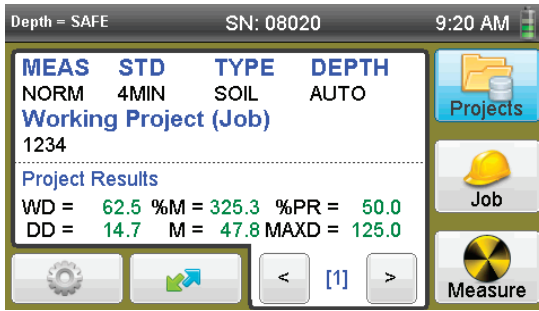 Depth = SAFE SN: 08020 9:20 AM
MEAS STD TYPE DEPTH
NORM 4MIN SOIL AUTO
Working Project (Job)
1234
Project Results
WD = 62.5 %M = 325.3 %PR = 50.0
DD = 14.7 M = 47.8 MAXD = 125.0
< [1] >
Projects
Job
Measure